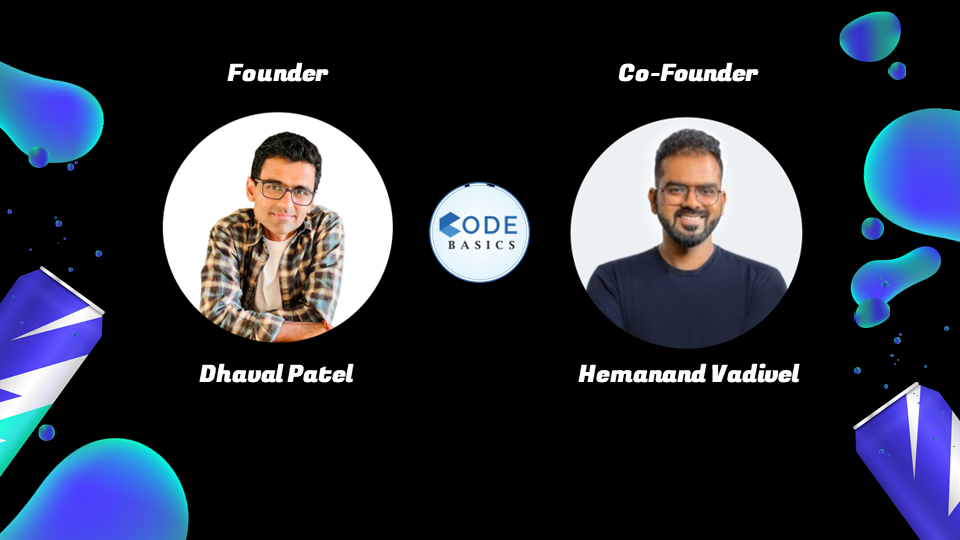 Founder
Co-Founder
CODE
BASICS
Dhaval Patel
Hemanand Vadivel